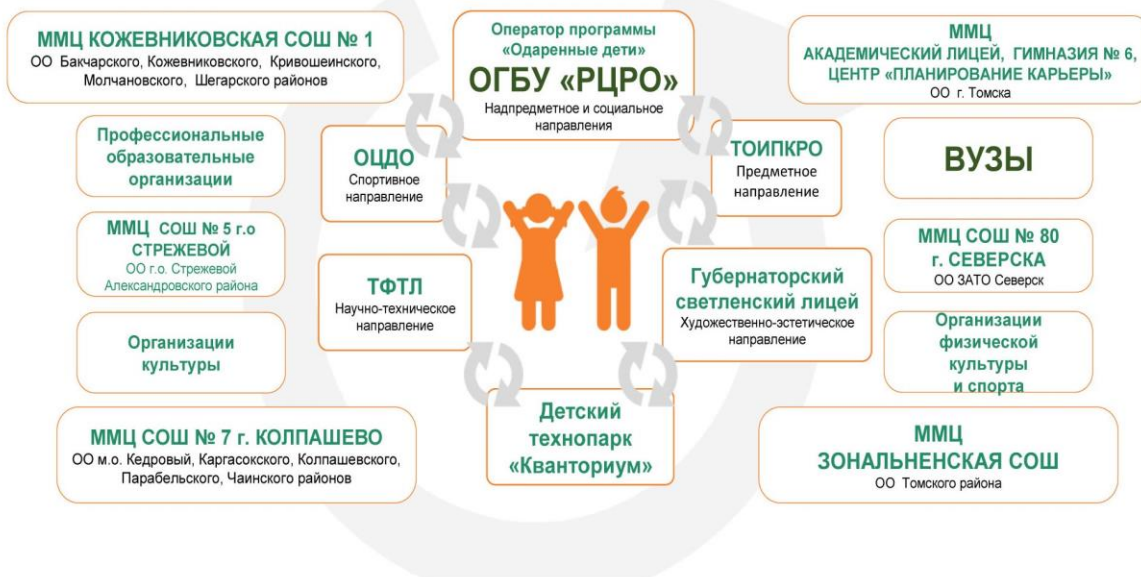 ММЦ КОЖЕВНИКОВСКАЯ СОШ № 1
ОО Бакчарского, Кожевниковского, Кривошеинского,
Молчановского, Шегарского районов
Оператор программы
«Одаренные дети»
ОГБУ «РЦРО»
Надпредметное и социальное
направления
ММЦ
АКАДЕМИЧЕСКИЙ ЛИЦЕЙ, ГИМНАЗИЯ № 6,
ЦЕНТР «ПЛАНИРОВАНИЕ КАРЬЕРЫ»
ОО г. Томска
Профессиональные
образовательные
организации
ОЦДО
Спортивное
направление
ТОИПКРО
Предметное
направление
ВУЗЫ
ММЦ СОШ № 5 г.о
СТРЕЖЕВОЙ
ОО г.о. Стрежевой
Александровского района
ТФТЛ
Научно-техническое
направление
Губернаторский
светленский лицей
Художественно-эстетическое
направление
ММЦ СОШ № 80
г. СЕВЕРСКА
ОО ЗАТО Северск
Организации
культуры
Организации
физической
культуры
и спорта
ММЦ СОШ № 7 г. КОЛПАШЕВО
ОО м.о. Кедровый, Каргасокского, Колпашевского,
Парабельского, Чаинского районов
Детский
технопарк
«Кванториум»
ММЦ
ЗОНАЛЬНЕНСКАЯ СОШ
ОО Томского района